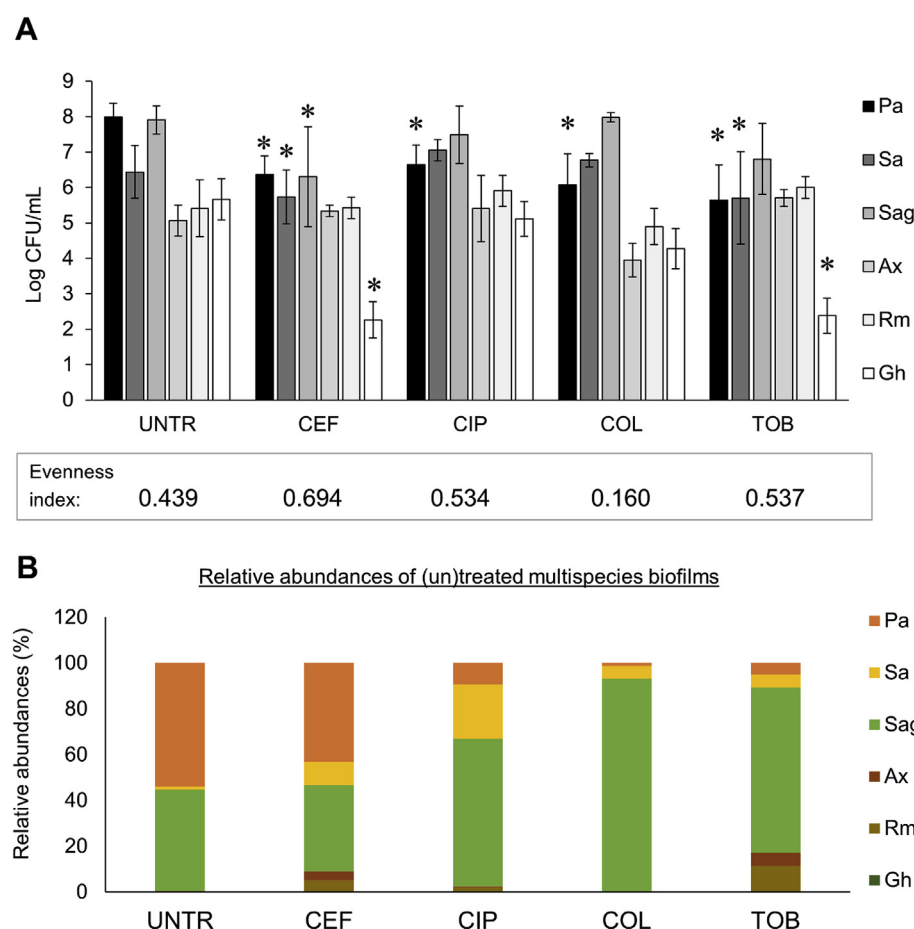 A
9
8
7
6
5
4
3
2
1
0
Log CFU/mL
* * * * * * * * *
UNTR CEF CIP COL TOB
Pa
Sa
Sag
Ax
Rm
Gh
Evenness
index: 0.439 0.694 0.534 0.160 0.537
B
Relative abundances of (un)treated multispecies biofilms
120
100
80
60
40
20
0
Relative abundances (%)
UNTR CEF CIP COL TOB
Pa
Sa
Sag
Ax
Rm
Gh